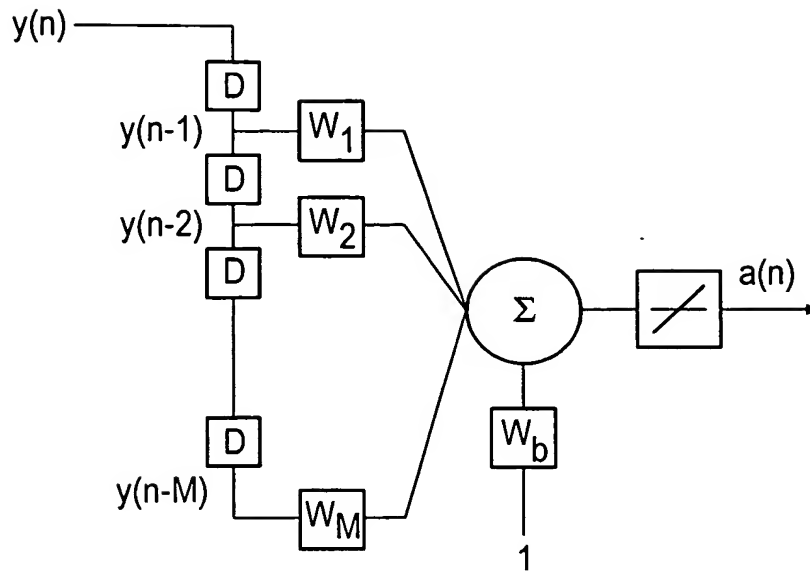 y(n)
D
y(n-1)
W1
D
y(n-2)
W2
D
Σ
a(n)
D
Wb
y(n-M)
WM
1